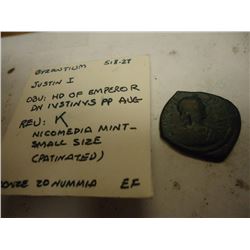 BYZANTIUM 518-27
JUSTIN I
OBV: HD OF EMPEROR
DN IVSTINVS PP AUG
REV: K
NICOMEDIA MINT-
SMALL SIZE
(PATINATED)
BRONZE 20 NUMMIA EF